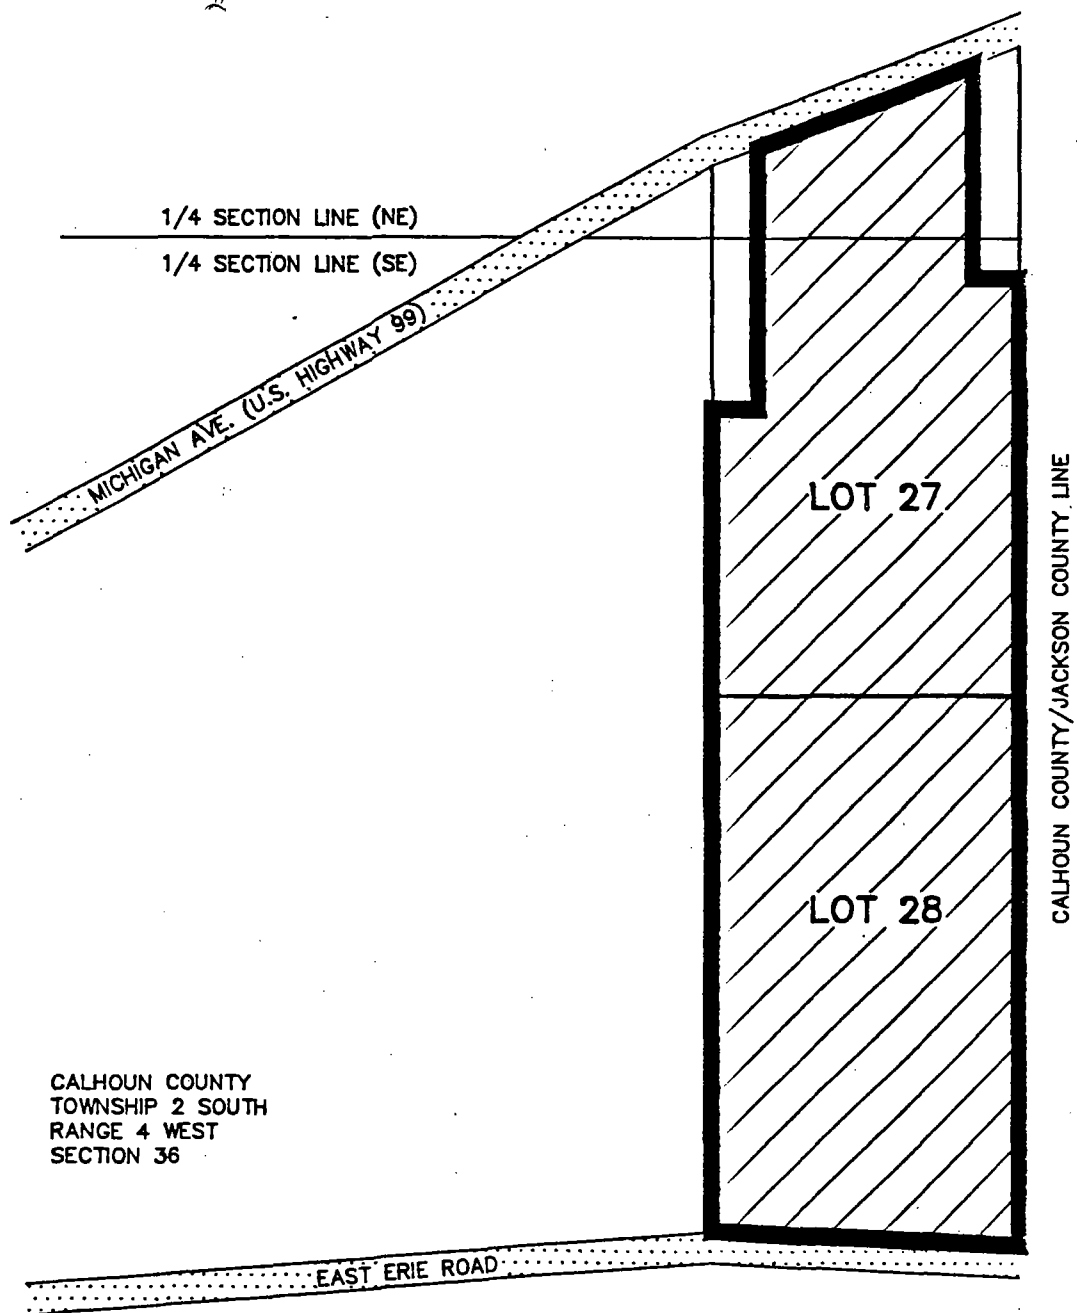 1/4 SECTION LINE (NE)
1/4 SECTION LINE (SE)
MICHIGAN AVE. (U.S. HIGHWAY 99)
LOT 27
CALHOUN COUNTY/JACKSON COUNTY LINE
LOT 28
CALHOUN COUNTY
TOWNSHIP 2 SOUTH
RANGE 4 WEST
SECTION 36
EAST ERIE ROAD